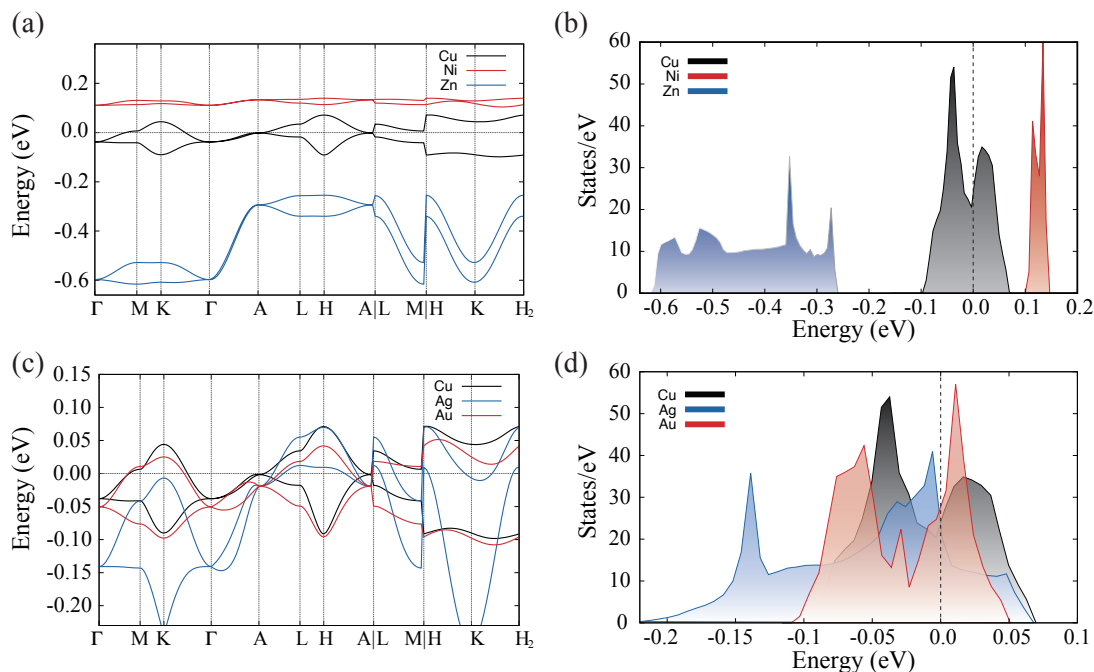 (a)
Energy (eV)
0.2
0.0
-0.2
-0.4
-0.6
Cu
Ni
Zn
Γ M K Γ A L H A|L M|H K H₂
(b)
States/eV
60
50
40
30
20
10
0
Cu
Ni
Zn
-0.6 -0.5 -0.4 -0.3 -0.2 -0.1 0.0 0.1 0.2
Energy (eV)
(c)
Energy (eV)
0.15
0.10
0.05
0.00
-0.05
-0.10
-0.15
-0.20
Cu
Ag
Au
Γ M K Γ A L H A|L M|H K H₂
(d)
States/eV
60
50
40
30
20
10
0
Cu
Ag
Au
-0.2 -0.15 -0.1 -0.05 0.0 0.05 0.1
Energy (eV)